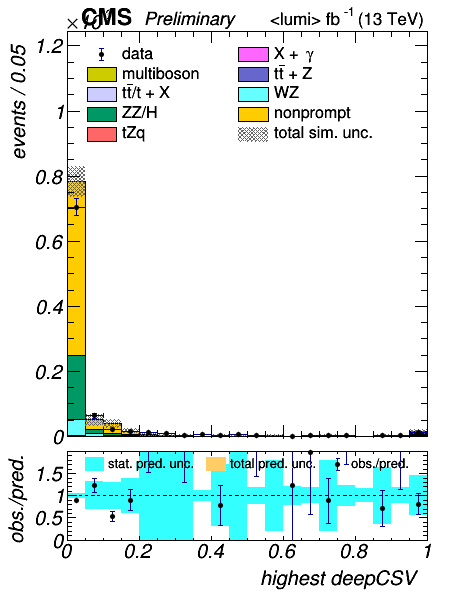 CMS Preliminary <lumi> fb⁻¹ (13 TeV)
events / 0.05
data
X + γ
multiboson
tt̄ + Z
tt̄/t + X
WZ
ZZ/H
nonprompt
tZq
total sim. unc.
1
0.8
0.6
0.4
0.2
0
obs./pred.
stat. pred. unc.
total pred. unc.
obs./pred.
1.5
1
0.5
0
0 0.2 0.4 0.6 0.8 1
highest deepCSV